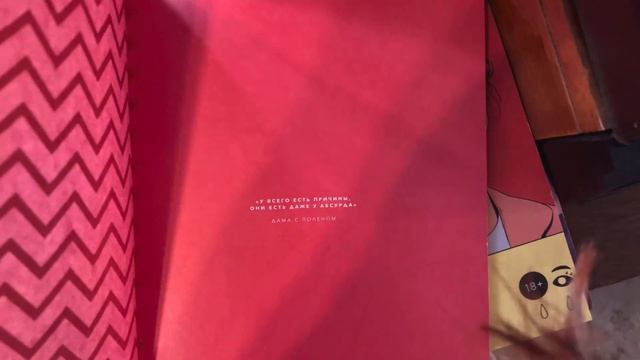 «У ВСЕГО ЕСТЬ ПРИЧИНЫ,
ОНИ ЕСТЬ ДАЖЕ У АБСУРДА»
ДАМА С ПОЛЕНОМ
18+